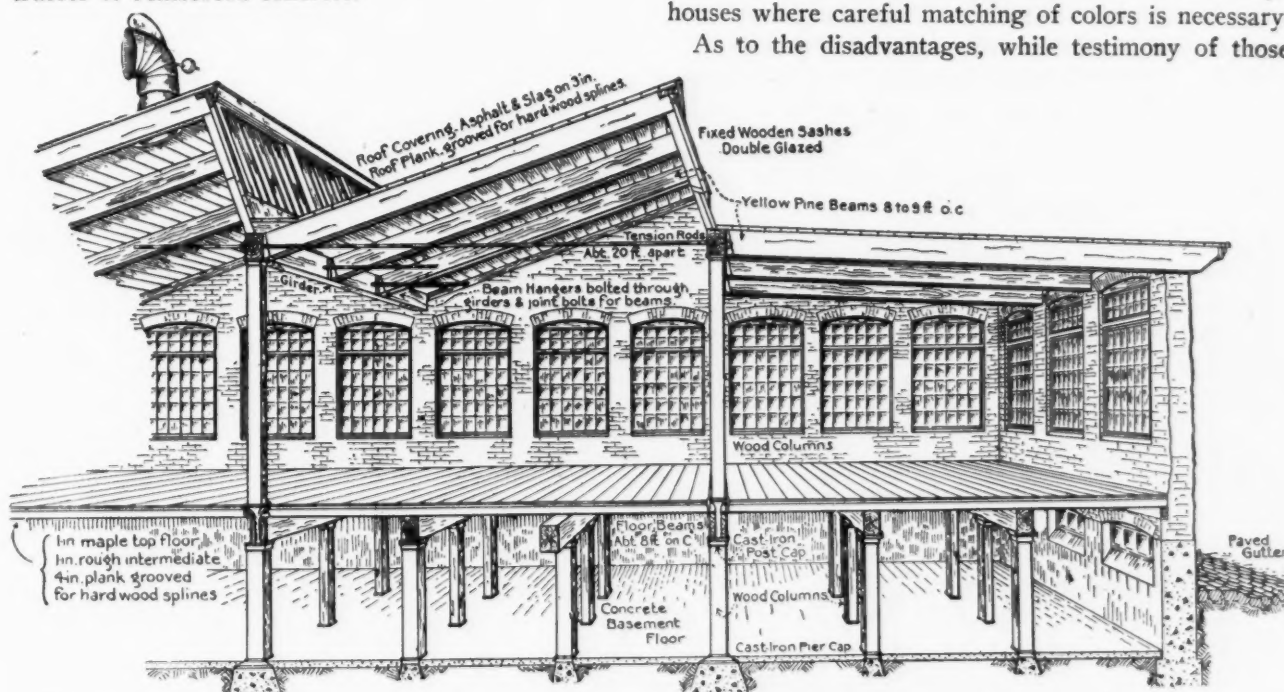 houses where careful matching of colors is necessary
As to the disadvantages, while testimony of those
Roof Covering. Asphalt & Slag on 3in.
Roof Plank. grooved for hard wood splines.
Fixed Wooden Sashes
Double Glazed
Yellow Pine Beams 8 to 9 ft o.c
Tension Rods
Abt. 20 ft. apart
Girder.
Beam Hangers bolted through
girders & joint bolts for beams.
Wood Columns
1in maple top floor,
1in. rough intermediate
4in. plank grooved
for hard wood splines
Floor Beams
Abt. 8ft on C
Cast-Iron
Post Cap
Paved
Gutter
Concrete
Basement
Floor
Wood Columns
Cast-Iron Pier Cap